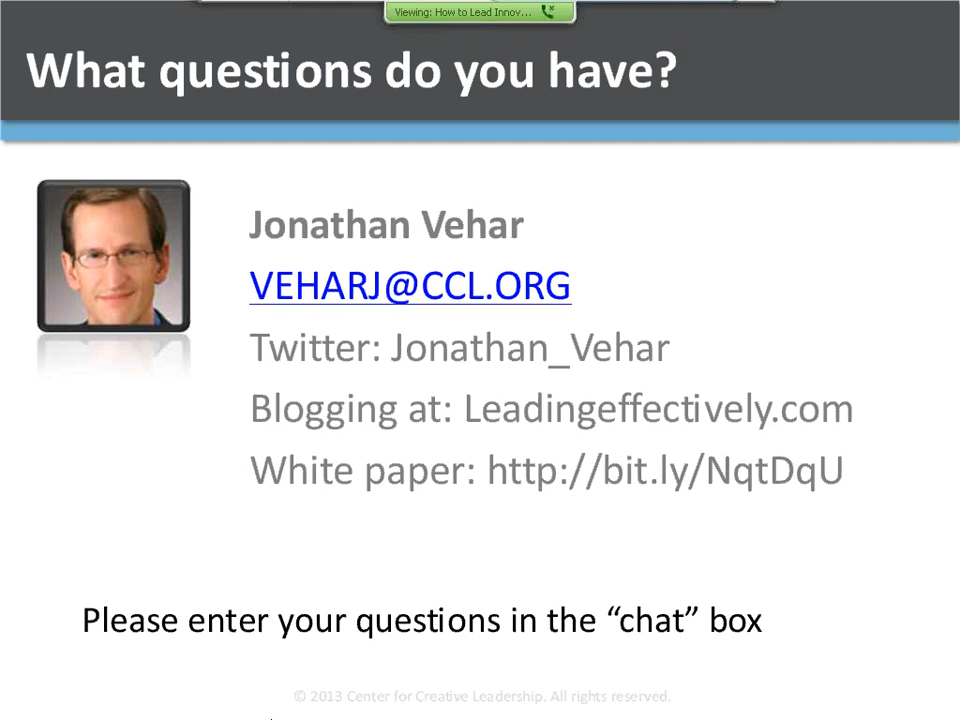 Viewing: How to Lead Innov...
What questions do you have?
Jonathan Vehar
VEHARJ@CCL.ORG
Twitter: Jonathan_Vehar
Blogging at: Leadingeffectively.com
White paper: http://bit.ly/NqtDqU
Please enter your questions in the “chat” box
© 2013 Center for Creative Leadership. All rights reserved.